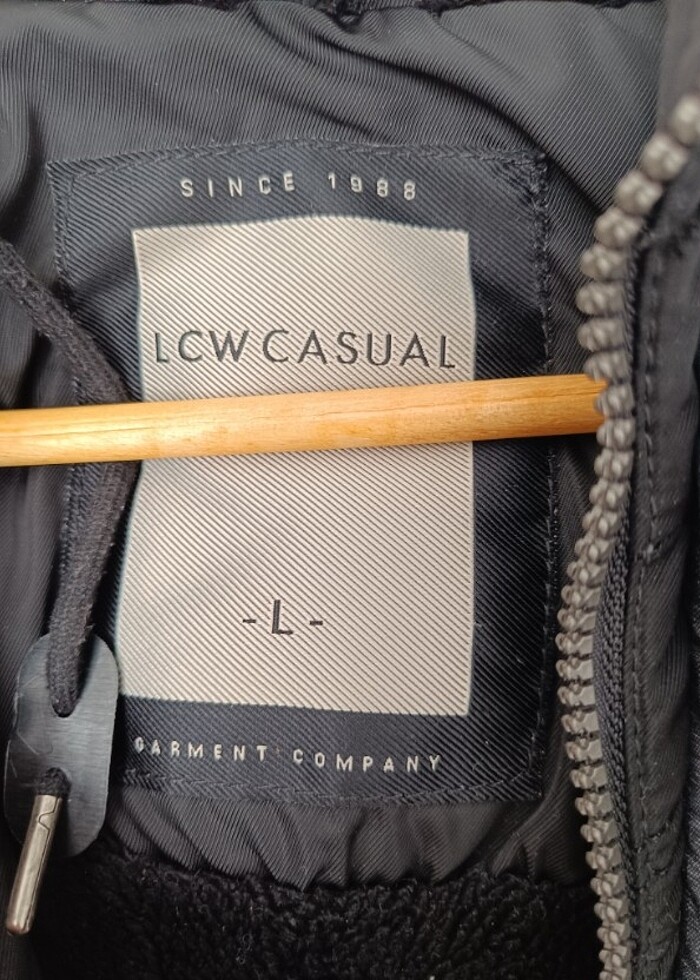 SINCE 1988
LCW CASUAL
-L-
GARMENT COMPANY